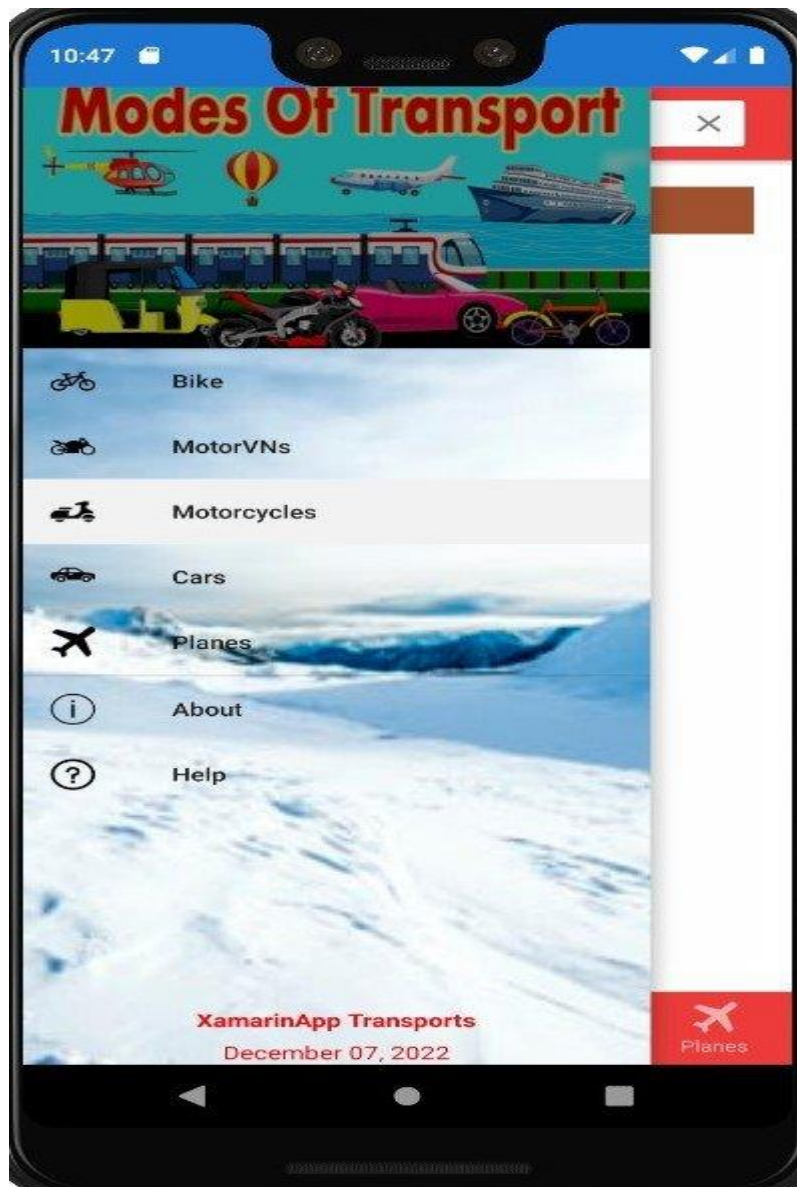 10:47
Modes Of Transport
Bike
MotorVNs
Motorcycles
Cars
Planes
About
Help
XamarinApp Transports
December 07, 2022
Planes